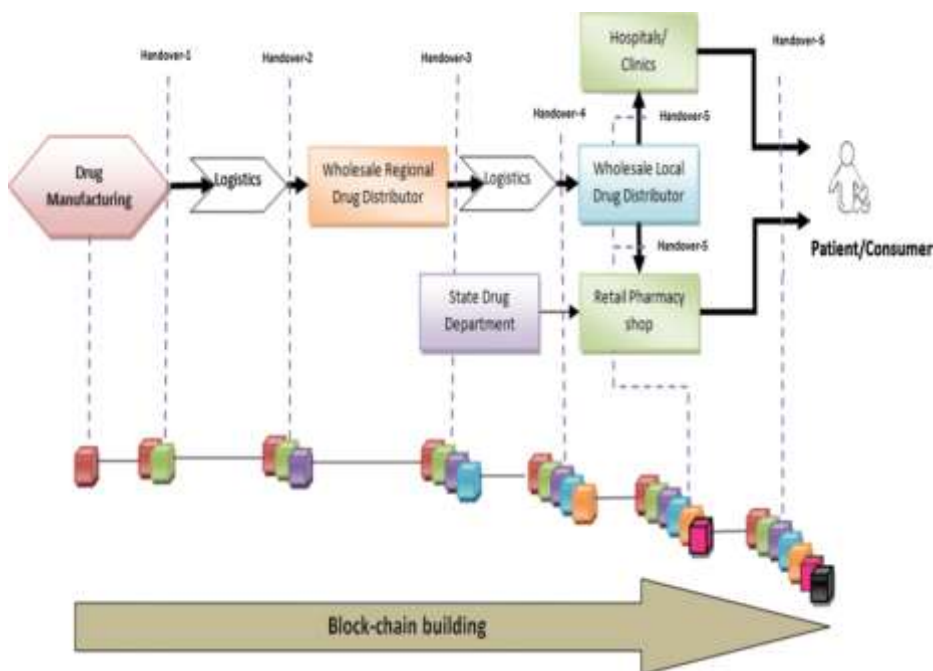 Handover-1
Handover-2
Handover-3
Handover-4
Hospitals/
Clinics
Handover-5
Handover-6
Drug
Manufacturing
Logistics
Wholesale Regional
Drug Distributor
Logistics
Wholesale Local
Drug Distributor
Handover-5
Patient/Consumer
State Drug
Department
Retail Pharmacy
shop
Block-chain building